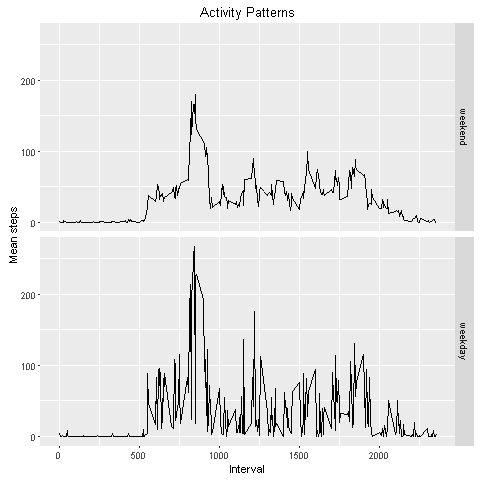 Activity Patterns
200
100
0
weekend
Mean steps
200
100
0
weekday
0 500 1000 1500 2000
Interval